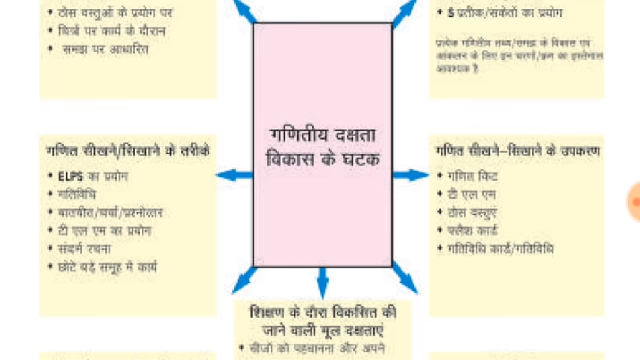 • ठोस वस्तुओं के प्रयोग पर
• चित्रों पर कार्य के दौरान
• समझ पर आधारित
• S प्रतीक/संकेतों का प्रयोग
प्रत्येक गणितीय तथ्य/समझ के विकास एवं
आंकलन के लिए इन चरणों/क्रम का इस्तेमाल
आवश्यक है
गणितीय दक्षता
विकास के घटक
गणित सीखने/सिखाने के तरीके
• ELPS का प्रयोग
• गतिविधि
• बातचीत/चर्चा/प्रश्नोत्तर
• टी एल एम का प्रयोग
• संदर्भ रचना
• छोटे बड़े समूह में कार्य
गणित सीखने–सिखाने के उपकरण
• गणित किट
• टी एल एम
• ठोस वस्तुएं
• फ्लैश कार्ड
• गतिविधि कार्ड/गतिविधि
शिक्षण के दौरा विकसित की
जाने वाली मूल दक्षताएं
• चीजों को पहचानना और अपने